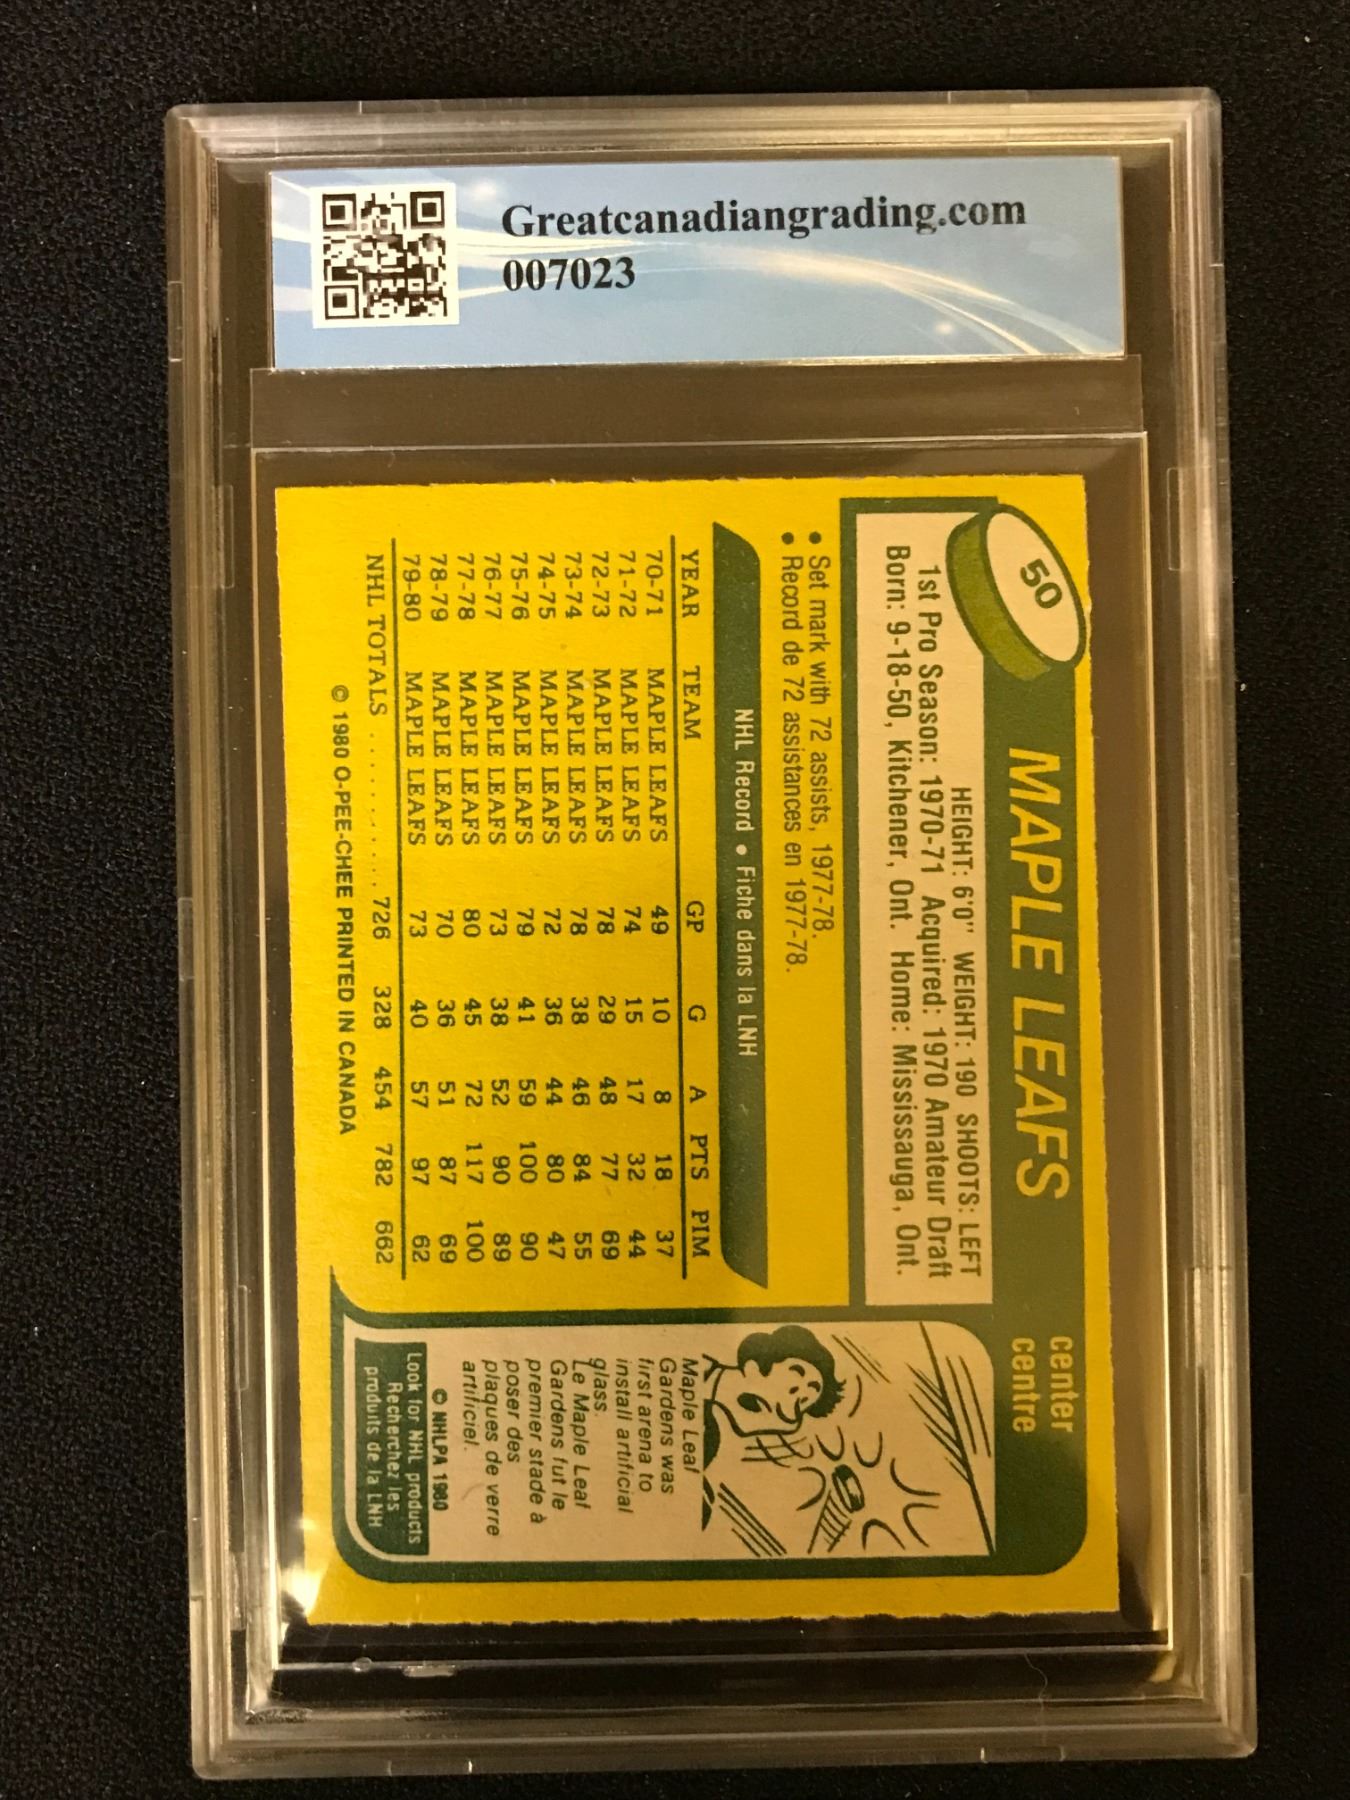 Greatcanadiangrading.com
007023
50
MAPLE LEAFS
center
centre
HEIGHT: 6'0" WEIGHT: 190 SHOOTS: LEFT
1st Pro Season: 1970-71 Acquired: 1970 Amateur Draft
Born: 9-18-50, Kitchener, Ont. Home: Mississauga, Ont.
• Set mark with 72 assists, 1977-78.
• Record de 72 assistances en 1977-78.
NHL Record • Fiche dans la LNH
YEAR TEAM GP G A PTS PIM
70-71 MAPLE LEAFS 49 10 8 18 37
71-72 MAPLE LEAFS 74 15 17 32 44
72-73 MAPLE LEAFS 78 29 48 77 69
73-74 MAPLE LEAFS 78 38 46 84 55
74-75 MAPLE LEAFS 72 36 44 80 47
75-76 MAPLE LEAFS 79 41 59 100 90
76-77 MAPLE LEAFS 73 38 52 90 89
77-78 MAPLE LEAFS 80 45 72 117 100
78-79 MAPLE LEAFS 70 36 51 87 69
79-80 MAPLE LEAFS 73 40 57 97 62
NHL TOTALS .......... 726 328 454 782 662
© 1980 O-PEE-CHEE PRINTED IN CANADA
Maple Leaf
Gardens was
first arena to
install artificial
glass.
Le Maple Leaf
Gardens fut le
premier stade à
poser des
plaques de verre
artificiel.
© NHLPA 1980
Look for NHL products
Recherchez les
produits de la LNH